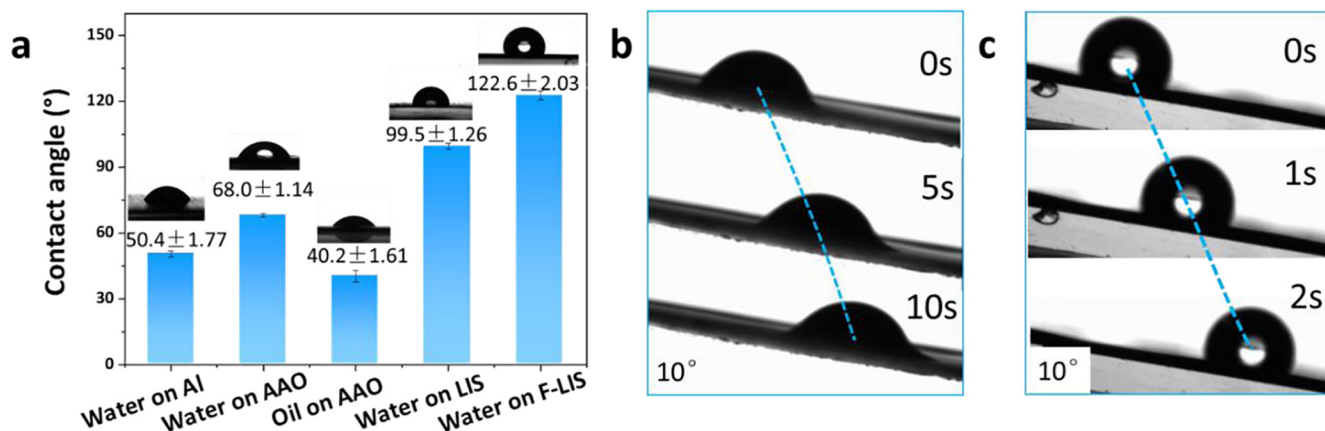 a
Contact angle (°)
150
120
90
60
30
0
50.4±1.77
68.0±1.14
40.2±1.61
99.5±1.26
122.6±2.03
Water on Al
Water on AAO
Oil on AAO
Water on LIS
Water on F-LIS
b
0s
5s
10s
10°
c
0s
1s
2s
10°